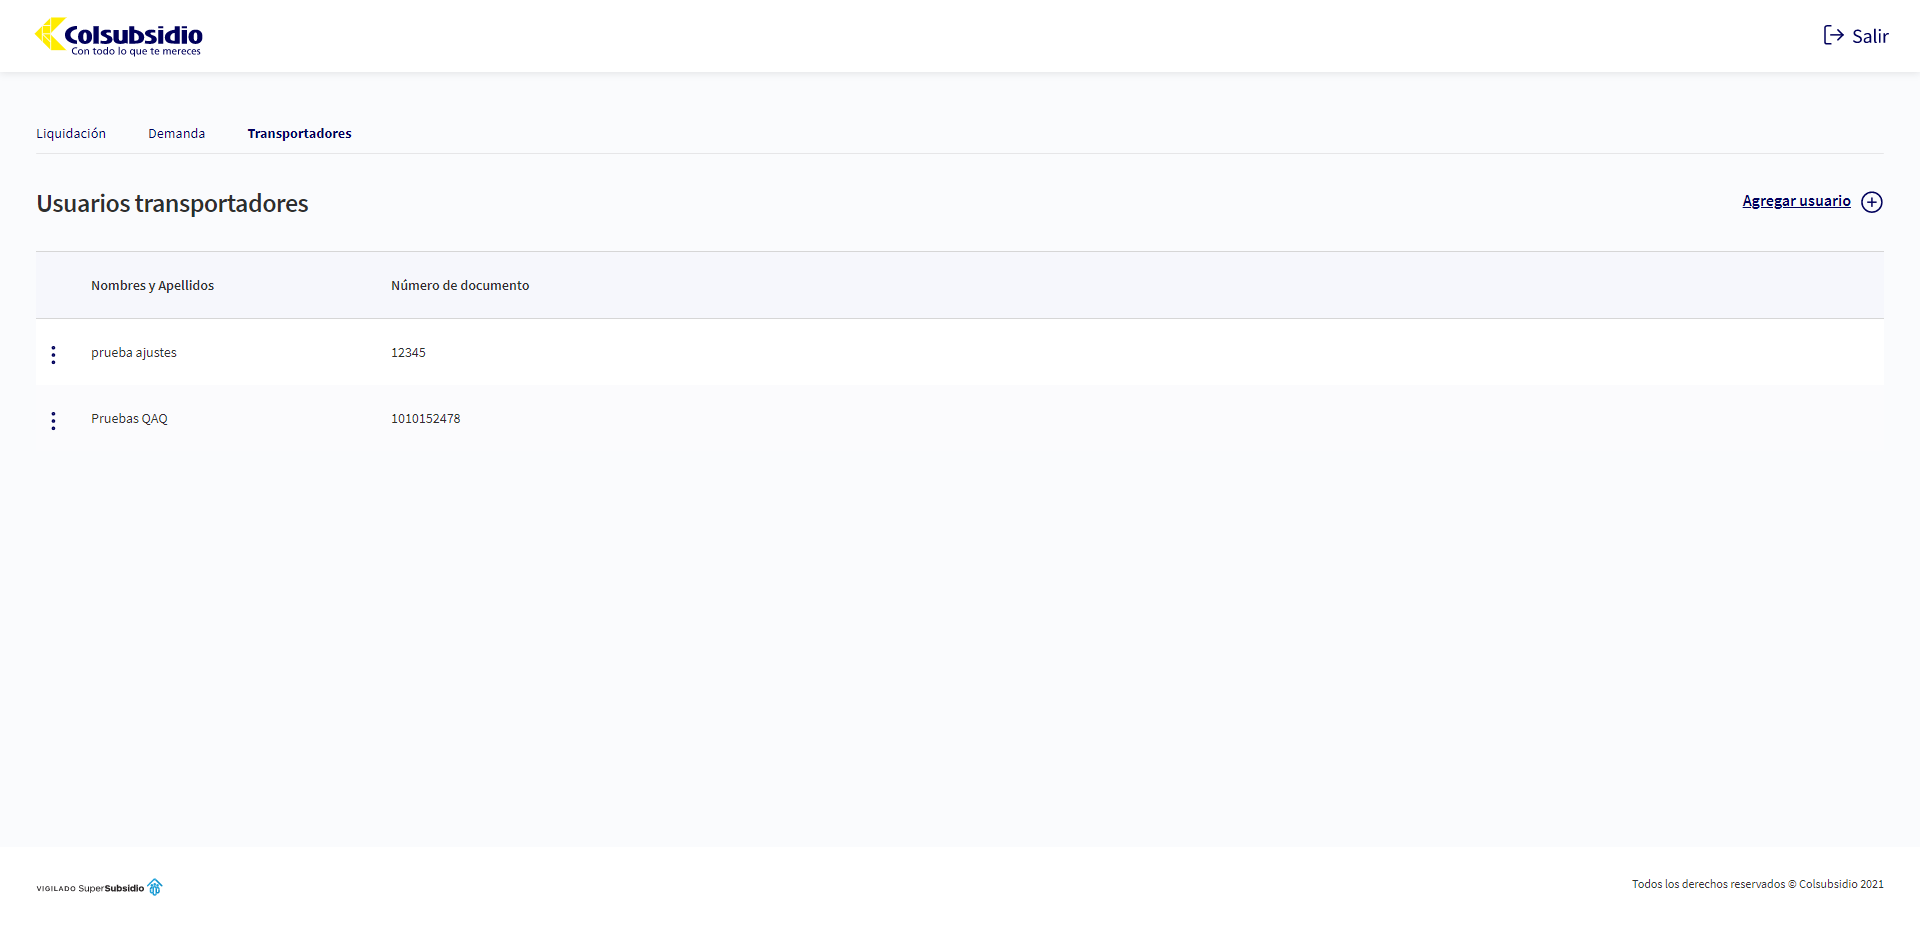 Colsubsidio
Con todo lo que te mereces
Salir
Liquidación Demanda Transportadores
Usuarios transportadores
Agregar usuario
Nombres y Apellidos Número de documento
prueba ajustes 12345
Pruebas QAQ 1010152478
VIGILADO SuperSubsidio
Todos los derechos reservados © Colsubsidio 2021